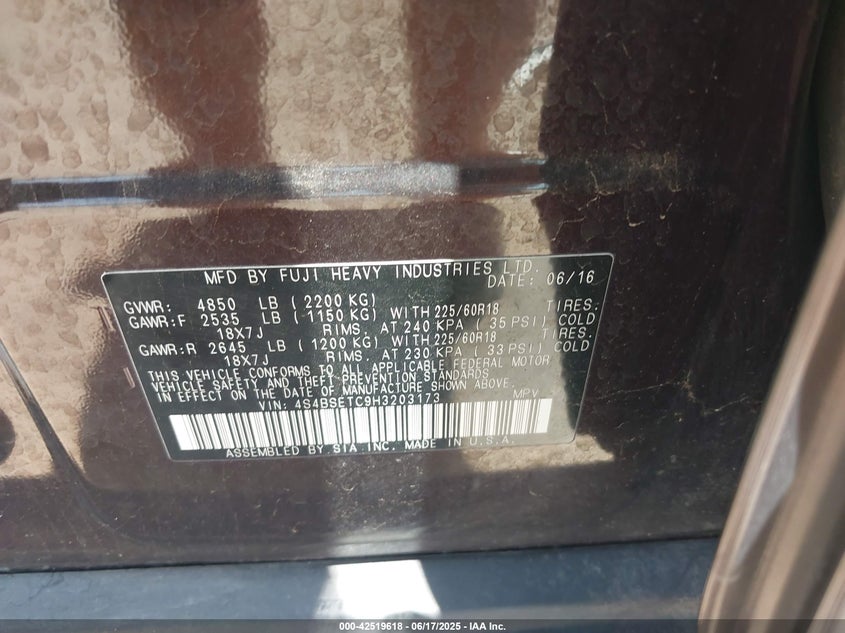 MFD BY FUJI HEAVY INDUSTRIES LTD.
DATE: 06/16
GVWR: 4850 LB (2200 KG)
GAWR:F 2535 LB (1150 KG) WITH 225/60R18 TIRES.
18X7J RIMS. AT 240 KPA (35 PSI) COLD
GAWR:R 2645 LB (1200 KG) WITH 225/60R18 TIRES.
18X7J RIMS. AT 230 KPA (33 PSI) COLD
THIS VEHICLE CONFORMS TO ALL APPLICABLE FEDERAL MOTOR
VEHICLE SAFETY AND THEFT PREVENTION STANDARDS
IN EFFECT ON THE DATE OF MANUFACTURE SHOWN ABOVE.
VIN: 4S4BSETC9H3203173 MPV
ASSEMBLED BY SIA INC. MADE IN U.S.A.
000-42519618 - 06/17/2025 - IAA Inc.